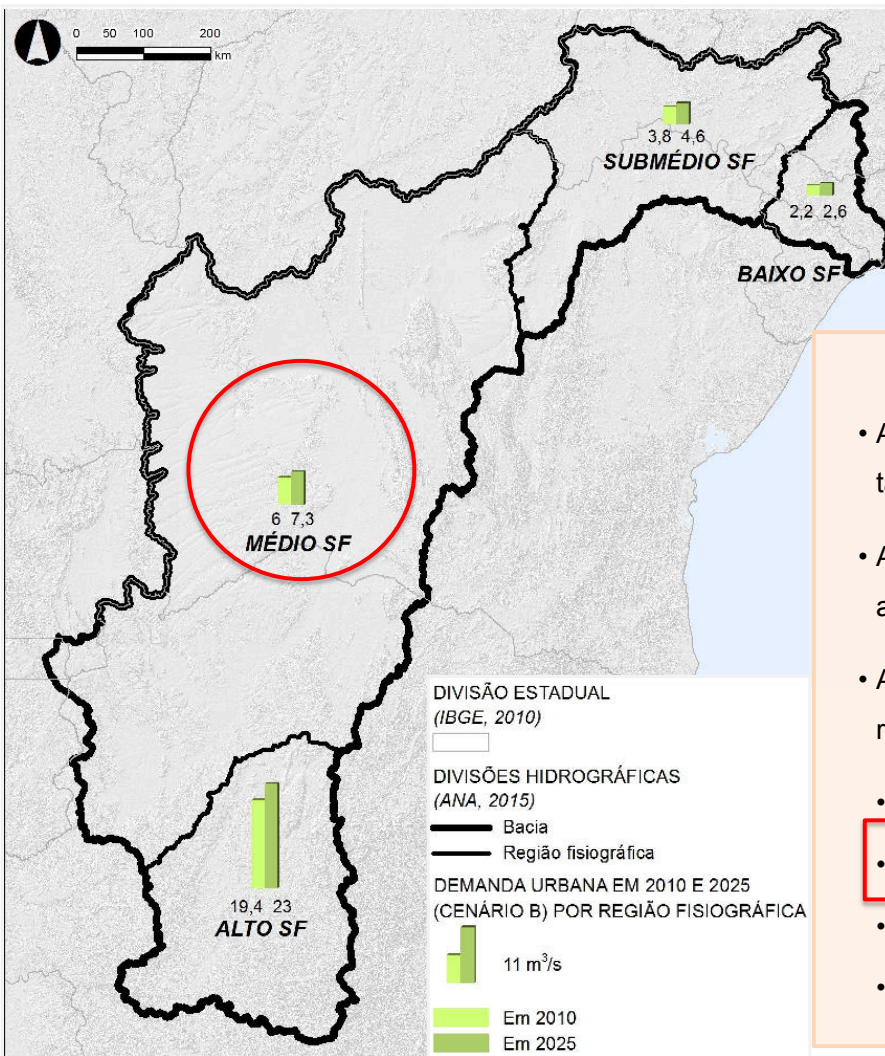 0 50 100 200
km
3,8 4,6
SUBMÉDIO SF
2,2 2,6
BAIXO SF
6 7,3
MÉDIO SF
19,4 23
ALTO SF
DIVISÃO ESTADUAL
(IBGE, 2010)
DIVISÕES HIDROGRÁFICAS
(ANA, 2015)
Bacia
Região fisiográfica
DEMANDA URBANA EM 2010 E 2025
(CENÁRIO B) POR REGIÃO FISIOGRÁFICA
11 m³/s
Em 2010
Em 2025